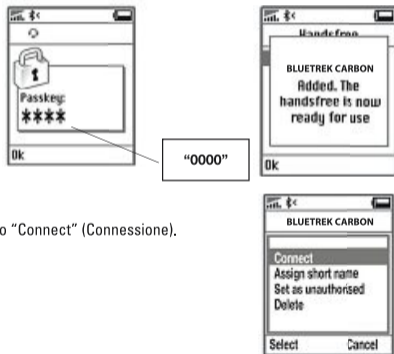 Passkey:
****
Ok
"0000"
Handsfree
BLUETREK CARBON
Added. The
handsfree is now
ready for use
Ok
o “Connect” (Connessione).
BLUETREK CARBON
Connect
Assign short name
Set as unauthorised
Delete
Select Cancel